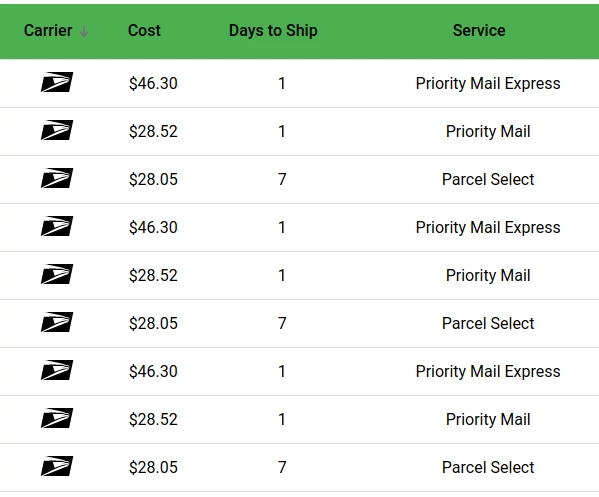 Carrier ↓ Cost Days to Ship Service
$46.30 1 Priority Mail Express
$28.52 1 Priority Mail
$28.05 7 Parcel Select
$46.30 1 Priority Mail Express
$28.52 1 Priority Mail
$28.05 7 Parcel Select
$46.30 1 Priority Mail Express
$28.52 1 Priority Mail
$28.05 7 Parcel Select